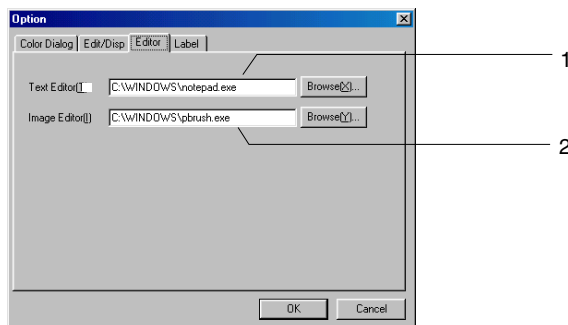 Option
Color Dialog Edit/Disp Editor Label
1
Text Editor(T C:\WINDOWS\notepad.exe Browse(X)...
Image Editor(I) C:\WINDOWS\pbrush.exe Browse(Y)...
2
OK Cancel